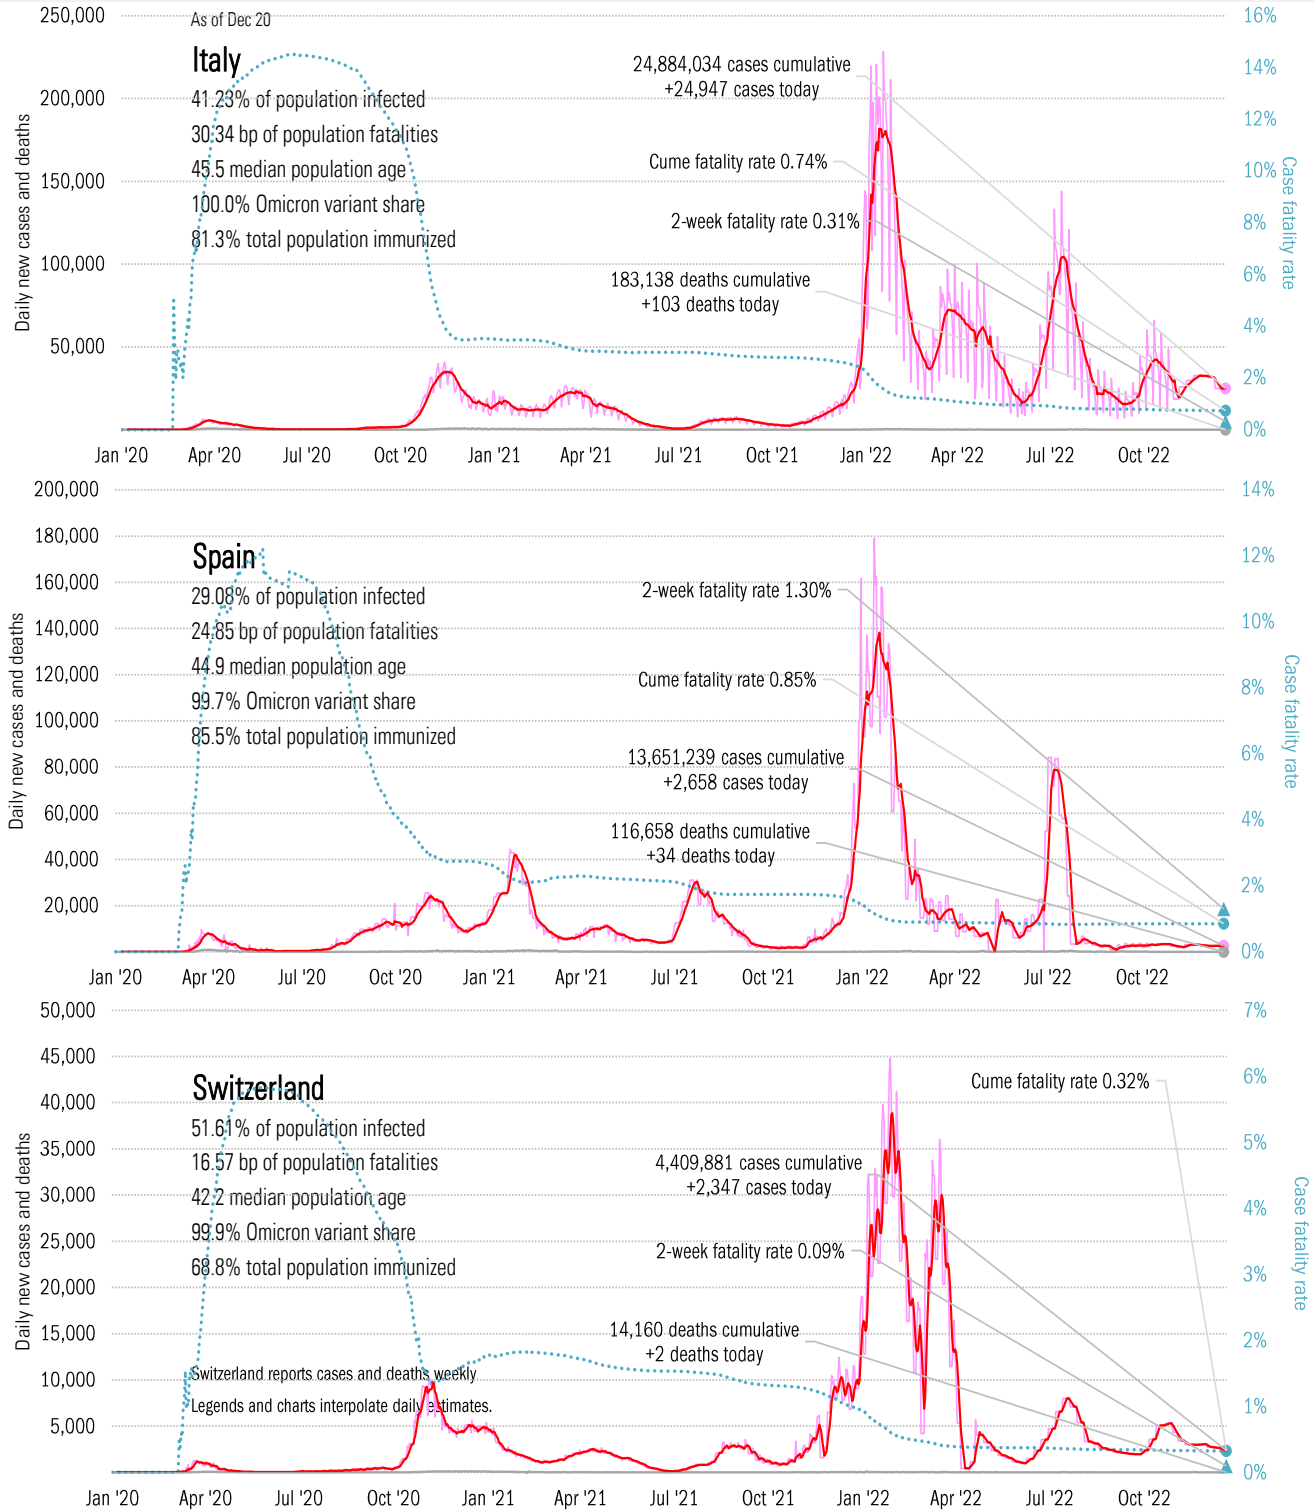 250,000
As of Dec 20
16%
Italy
24,884,034 cases cumulative
+24,947 cases today
14%
41.23% of population infected
200,000
12%
30.34 bp of population fatalities
Cume fatality rate 0.74%
45.5 median population age
150,000
10%
100.0% Omicron variant share
2-week fatality rate 0.31%
8%
81.3% total population immunized
100,000
6%
183,138 deaths cumulative
+103 deaths today
50,000
4%
2%
0%
Daily new cases and deaths
Case fatality rate
Jan '20 Apr '20 Jul '20 Oct '20 Jan '21 Apr '21 Jul '21 Oct '21 Jan '22 Apr '22 Jul '22 Oct '22
200,000
14%
180,000
Spain
12%
160,000
29.08% of population infected
2-week fatality rate 1.30%
140,000
24.85 bp of population fatalities
10%
120,000
44.9 median population age
Cume fatality rate 0.85%
99.7% Omicron variant share
8%
100,000
85.5% total population immunized
80,000
13,651,239 cases cumulative
+2,658 cases today
6%
60,000
116,658 deaths cumulative
+34 deaths today
4%
40,000
20,000
2%
0%
Daily new cases and deaths
Case fatality rate
Jan '20 Apr '20 Jul '20 Oct '20 Jan '21 Apr '21 Jul '21 Oct '21 Jan '22 Apr '22 Jul '22 Oct '22
50,000
7%
45,000
Switzerland
Cume fatality rate 0.32%
6%
40,000
51.61% of population infected
35,000
16.57 bp of population fatalities
4,409,881 cases cumulative
+2,347 cases today
5%
30,000
42.2 median population age
99.9% Omicron variant share
4%
25,000
2-week fatality rate 0.09%
68.8% total population immunized
3%
20,000
15,000
14,160 deaths cumulative
+2 deaths today
2%
10,000
Switzerland reports cases and deaths weekly
Legends and charts interpolate daily estimates.
1%
5,000
0%
Daily new cases and deaths
Case fatality rate
Jan '20 Apr '20 Jul '20 Oct '20 Jan '21 Apr '21 Jul '21 Oct '21 Jan '22 Apr '22 Jul '22 Oct '22